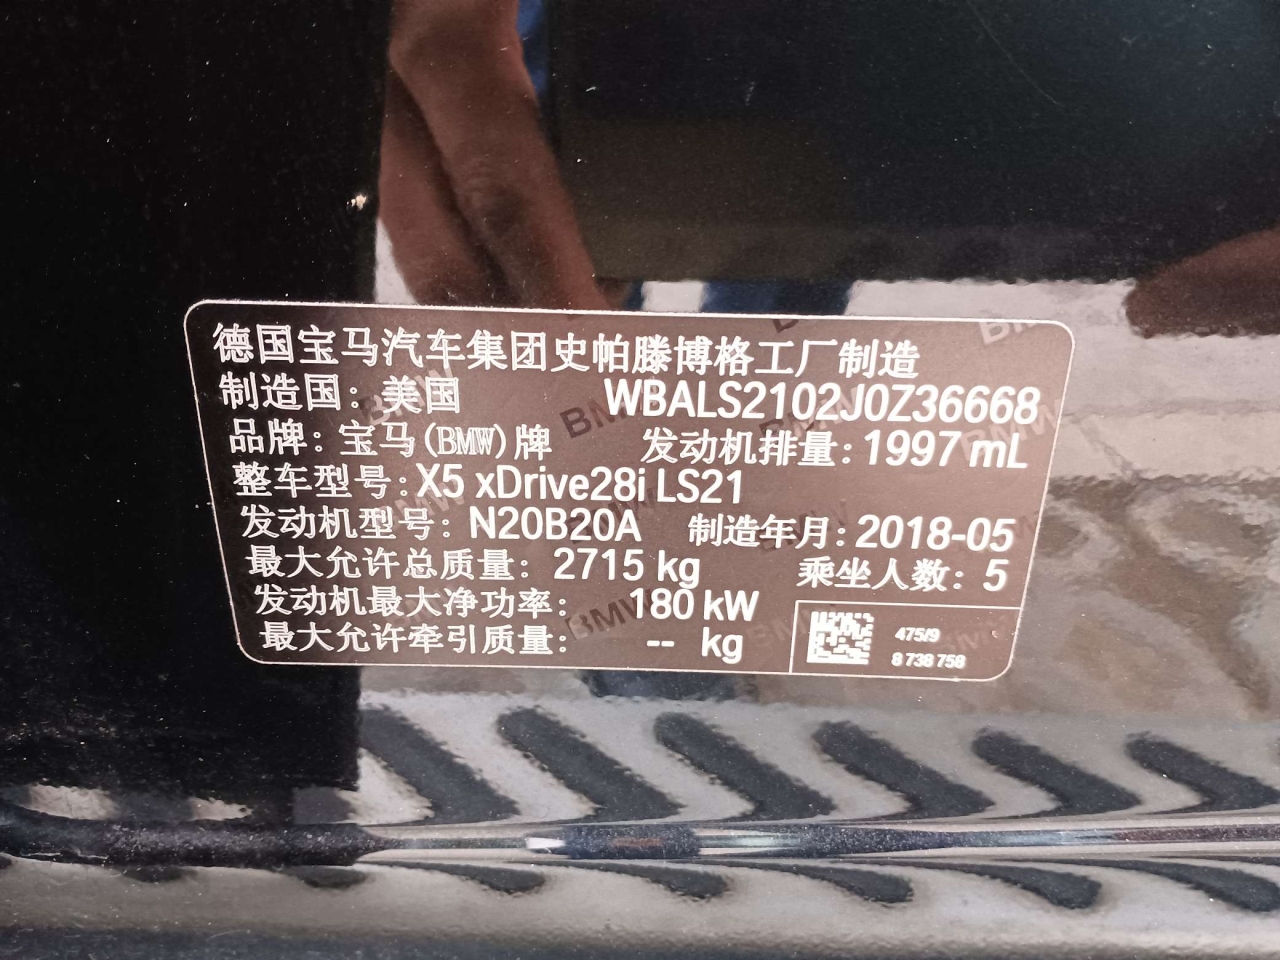 德国宝马汽车集团史帕滕博格工厂制造
制造国：美国 WBALS2102J0Z36668
品牌：宝马(BMW)牌 发动机排量：1997 mL
整车型号：X5 xDrive28i LS21
发动机型号：N20B20A 制造年月：2018-05
最大允许总质量：2715 kg 乘坐人数：5
发动机最大净功率： 180 kW
最大允许牵引质量： -- kg
475/9
8 738 758